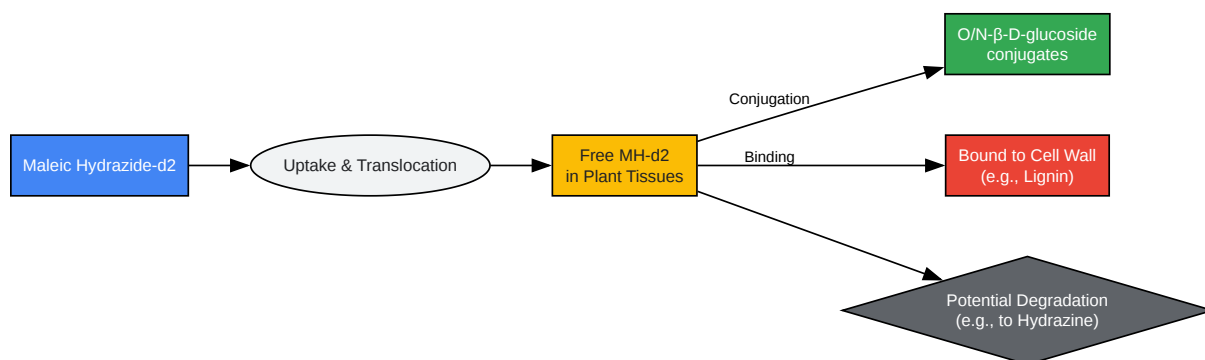 Maleic Hydrazide-d2
Uptake & Translocation
Free MH-d2
in Plant Tissues
Conjugation
O/N-β-D-glucoside
conjugates
Binding
Bound to Cell Wall
(e.g., Lignin)
Potential Degradation
(e.g., to Hydrazine)